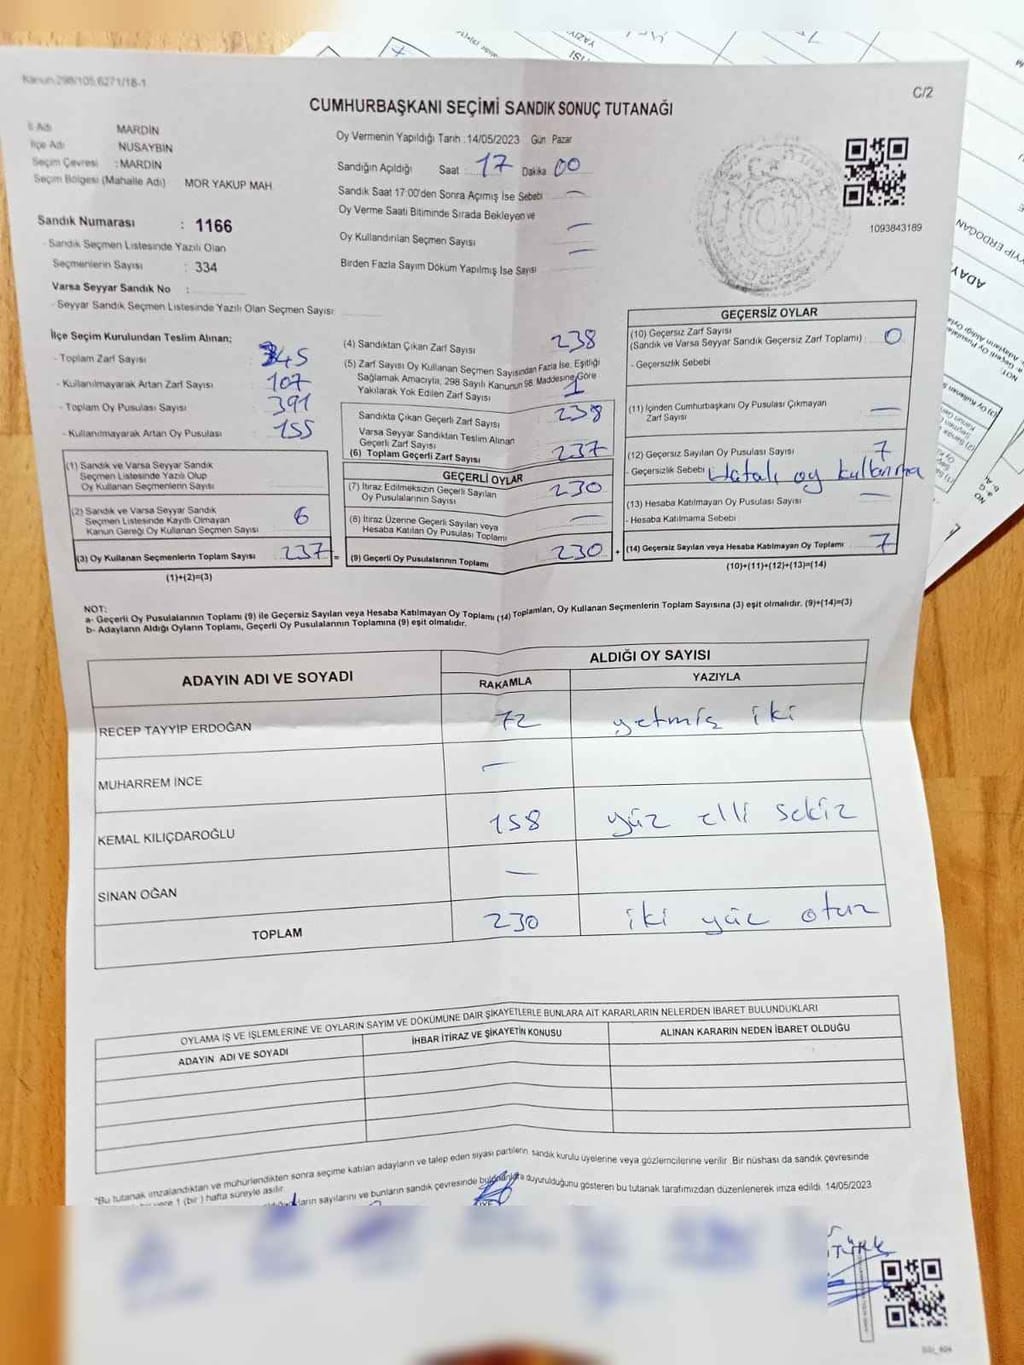 Kanun 298/105,6271/18-1
C/2
CUMHURBAŞKANI SEÇİMİ SANDIK SONUÇ TUTANAĞI
İl Adı MARDİN
İlçe Adı NUSAYBİN
Seçim Çevresi : MARDİN
Seçim Bölgesi (Mahalle Adı) MOR YAKUP MAH
Sandık Numarası : 1166
- Sandık Seçmen Listesinde Yazılı Olan
Seçmenlerin Sayısı : 334
Varsa Seyyar Sandık No :
- Seyyar Sandık Seçmen Listesinde Yazılı Olan Seçmen Sayısı :
Oy Vermenin Yapıldığı Tarih : 14/05/2023 Gün Pazar
Sandığın Açıldığı Saat 17 Dakika 00
Sandık Saat 17:00'den Sonra Açımış İse Sebebi —
Oy Verme Saati Bitiminde Sırada Bekleyen ve
Oy Kullandırılan Seçmen Sayısı —
Birden Fazla Sayım Döküm Yapılmış İse Sayısı —
1093843189
İlçe Seçim Kurulundan Teslim Alınan;
- Toplam Zarf Sayısı 345
- Kullanılmayarak Artan Zarf Sayısı 107
- Toplam Oy Pusulası Sayısı 391
- Kullanılmayarak Artan Oy Pusulası 155
(1) Sandık ve Varsa Seyyar Sandık
Seçmen Listesinde Yazılı Olup
Oy Kullanan Seçmenlerin Sayısı
(2) Sandık ve Varsa Seyyar Sandık
Seçmen Listesinde Kayıtlı Olmayan
Kanun Gereği Oy Kullanan Seçmen Sayısı 6
(3) Oy Kullanan Seçmenlerin Toplam Sayısı 237 =
(1)+(2)=(3)
(4) Sandıktan Çıkan Zarf Sayısı 238
(5) Zarf Sayısı Oy Kullanan Seçmen Sayısından Fazla İse, Eşitliği
Sağlamak Amacıyla, 298 Sayılı Kanunun 98. Maddesine Göre
Yakılarak Yok Edilen Zarf Sayısı 1
Sandıkta Çıkan Geçerli Zarf Sayısı 238
Varsa Seyyar Sandıktan Teslim Alınan
Geçerli Zarf Sayısı
(6) Toplam Geçerli Zarf Sayısı 237
GEÇERLİ OYLAR
(7) İtiraz Edilmeksizin Geçerli Sayılan
Oy Pusulalarının Sayısı 230
(8) İtiraz Üzerine Geçerli Sayılan veya
Hesaba Katılan Oy Pusulası Toplamı —
(9) Geçerli Oy Pusulalarının Toplamı 230 +
GEÇERSİZ OYLAR
(10) Geçersiz Zarf Sayısı
(Sandık ve Varsa Seyyar Sandık Geçersiz Zarf Toplamı) : 0
- Geçersizlik Sebebi
(11) İçinden Cumhurbaşkanı Oy Pusulası Çıkmayan
Zarf Sayısı —
(12) Geçersiz Sayılan Oy Pusulası Sayısı 7
- Geçersizlik Sebebi Hatalı oy kullanma
(13) Hesaba Katılmayan Oy Pusulası Sayısı —
- Hesaba Katılmama Sebebi
(14) Geçersiz Sayılan veya Hesaba Katılmayan Oy Toplamı 7
(10)+(11)+(12)+(13)=(14)
NOT:
a- Geçerli Oy Pusulalarının Toplamı (9) ile Geçersiz Sayılan veya Hesaba Katılmayan Oy Toplamı (14) Toplamları, Oy Kullanan Seçmenlerin Toplam Sayısına (3) eşit olmalıdır. (9)+(14)=(3)
b- Adayların Aldığı Oyların Toplamı, Geçerli Oy Pusulalarının Toplamına (9) eşit olmalıdır.
ADAYIN ADI VE SOYADI
ALDIĞI OY SAYISI
RAKAMLA YAZIYLA
RECEP TAYYİP ERDOĞAN 72 yetmiş iki
MUHARREM İNCE —
KEMAL KILIÇDAROĞLU 158 yüz elli sekiz
SİNAN OĞAN —
TOPLAM 230 iki yüz otuz
OYLAMA İŞ VE İŞLEMLERİNE VE OYLARIN SAYIM VE DÖKÜMÜNE DAİR ŞİKAYETLERLE BUNLARA AİT KARARLARIN NELERDEN İBARET BULUNDUKLARI
ADAYIN ADI VE SOYADI İHBAR İTİRAZ VE ŞİKAYETİN KONUSU ALINAN KARARIN NEDEN İBARET OLDUĞU
"Bu tutanak imzalandıktan ve mühürlendikten sonra seçime katılan adayların ve talep eden siyasi partilerin sandık kurulu üyelerine veya gözlemcilerine verilir. Bir nüshası da sandık çevresinde
1 (bir) hafta süreyle asılır.
sayılarını ve bunların sandık çevresinde duyurulduğunu gösteren bu tutanak tarafımızdan düzenlenerek imza edildi. 14/05/2023